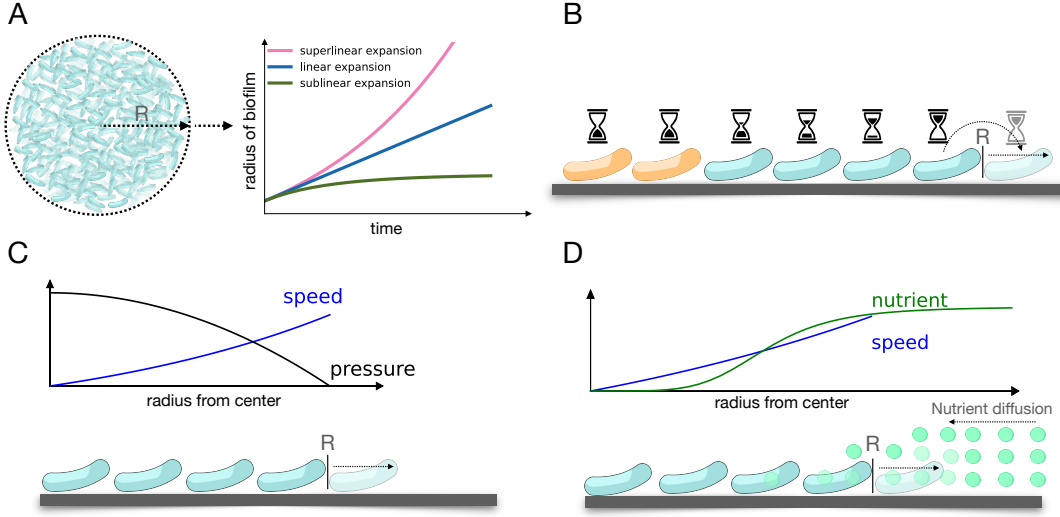 A
R
radius of biofilm
superlinear expansion
linear expansion
sublinear expansion
time
B
R
C
speed
pressure
radius from center
R
D
nutrient
speed
radius from center
Nutrient diffusion
R